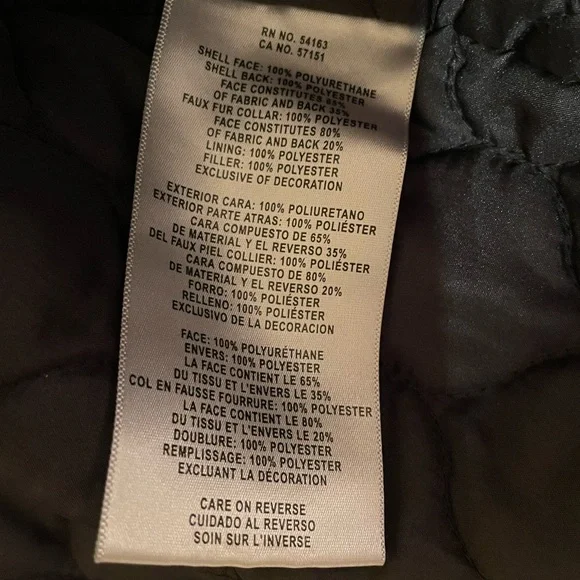 RN NO. 54163
CA NO. 57151
SHELL FACE: 100% POLYURETHANE
SHELL BACK: 100% POLYESTER
FACE CONSTITUTES 65%
OF FABRIC AND BACK 35%
FAUX FUR COLLAR: 100% POLYESTER
FACE CONSTITUTES 80%
OF FABRIC AND BACK 20%
LINING: 100% POLYESTER
FILLER: 100% POLYESTER
EXCLUSIVE OF DECORATION
EXTERIOR CARA: 100% POLIURETANO
EXTERIOR PARTE ATRAS: 100% POLIÉSTER
CARA COMPUESTO DE 65%
DE MATERIAL Y EL REVERSO 35%
DEL FAUX PIEL COLLIER: 100% POLIÉSTER
CARA COMPUESTO DE 80%
DE MATERIAL Y EL REVERSO 20%
FORRO: 100% POLIÉSTER
RELLENO: 100% POLIÉSTER
EXCLUSIVO DE LA DECORACION
FACE: 100% POLYURÉTHANE
ENVERS: 100% POLYESTER
LA FACE CONTIENT LE 65%
DU TISSU ET L'ENVERS LE 35%
COL EN FAUSSE FOURRURE: 100% POLYESTER
LA FACE CONTIENT LE 80%
DU TISSU ET L'ENVERS LE 20%
DOUBLURE: 100% POLYESTER
REMPLISSAGE: 100% POLYESTER
EXCLUANT LA DÉCORATION
CARE ON REVERSE
CUIDADO AL REVERSO
SOIN SUR L'INVERSE